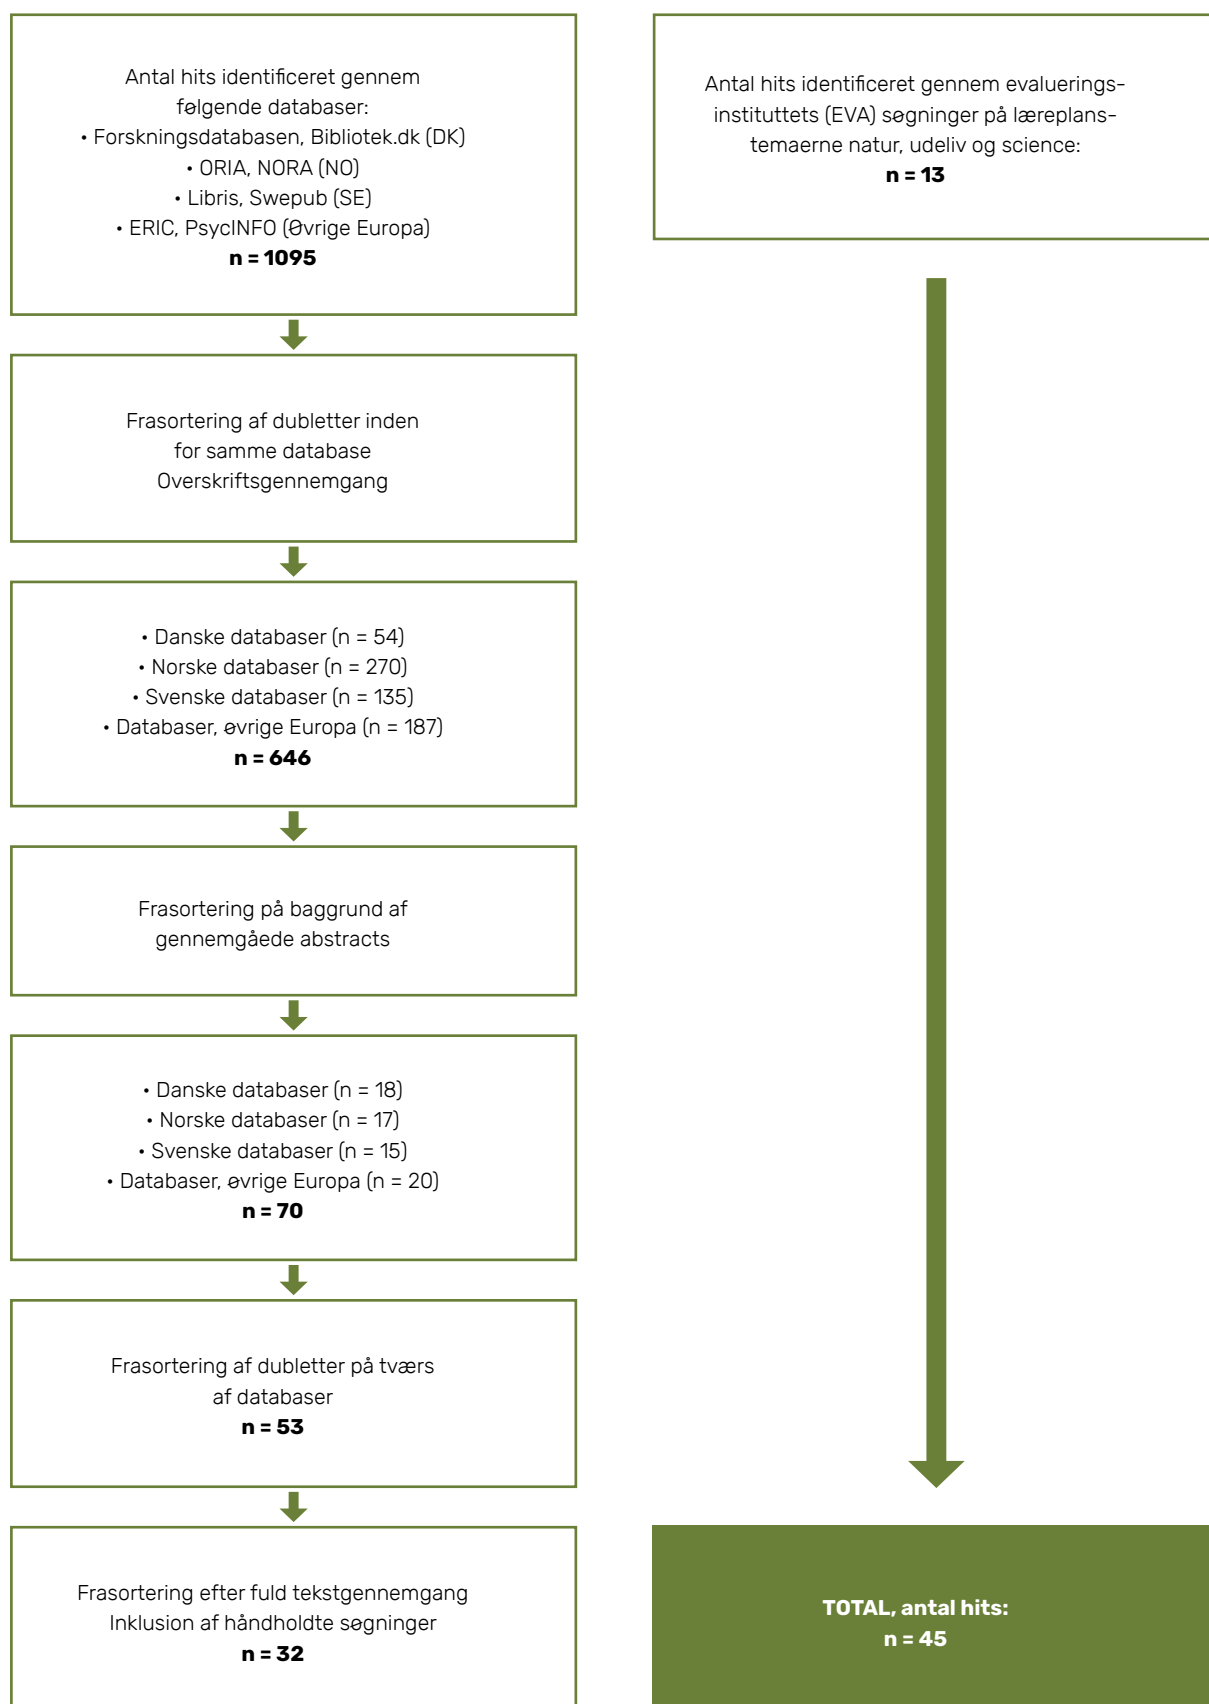 Antal hits identificeret gennem
følgende databaser:
• Forskningsdatabasen, Bibliotek.dk (DK)
• ORIA, NORA (NO)
• Libris, Swepub (SE)
• ERIC, PsycINFO (Øvrige Europa)
n = 1095
Frasortering af dubletter inden
for samme database
Overskriftsgennemgang
• Danske databaser (n = 54)
• Norske databaser (n = 270)
• Svenske databaser (n = 135)
• Databaser, øvrige Europa (n = 187)
n = 646
Frasortering på baggrund af
gennemgåede abstracts
• Danske databaser (n = 18)
• Norske databaser (n = 17)
• Svenske databaser (n = 15)
• Databaser, øvrige Europa (n = 20)
n = 70
Frasortering af dubletter på tværs
af databaser
n = 53
Frasortering efter fuld tekstgennemgang
Inklusion af håndholdte søgninger
n = 32
Antal hits identificeret gennem evaluerings-
instituttets (EVA) søgninger på læreplans-
temaerne natur, udeliv og science:
n = 13
TOTAL, antal hits:
n = 45